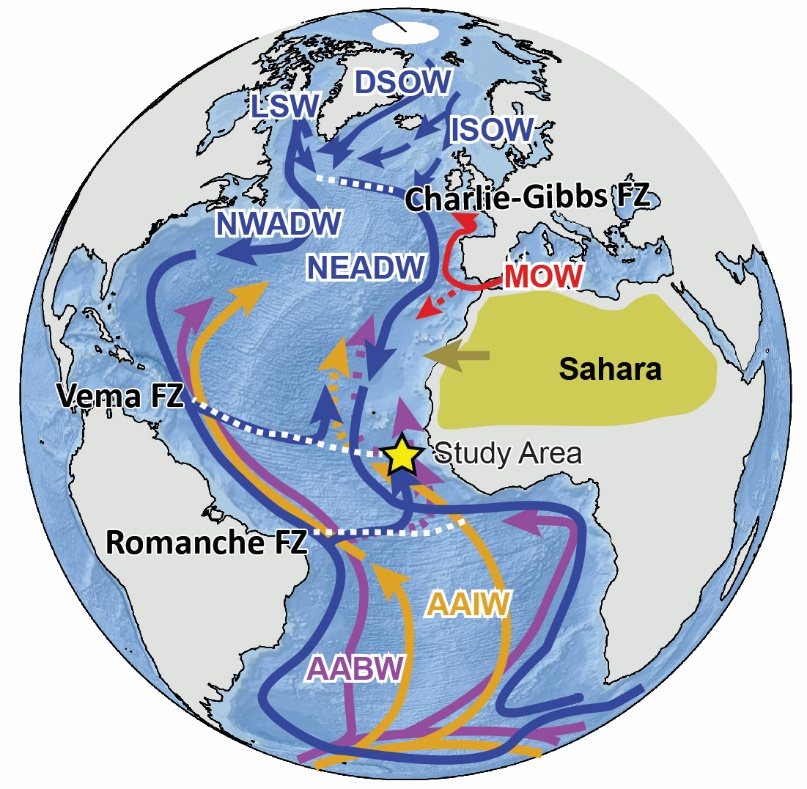 DSOW
LSW
ISOW
Charlie-Gibbs FZ
NWADW
NEADW
MOW
Sahara
Vema FZ
Study Area
Romanche FZ
AAIW
AABW